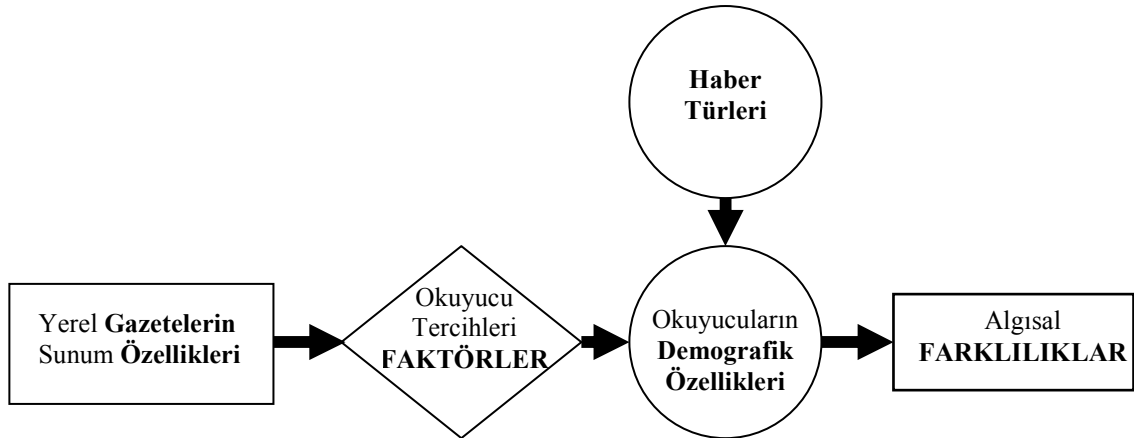 Haber
Türleri
Yerel Gazetelerin
Sunum Özellikleri
Okuyucu
Tercihleri
FAKTÖRLER
Okuyucuların
Demografik
Özellikleri
Algısal
FARKLILIKLAR